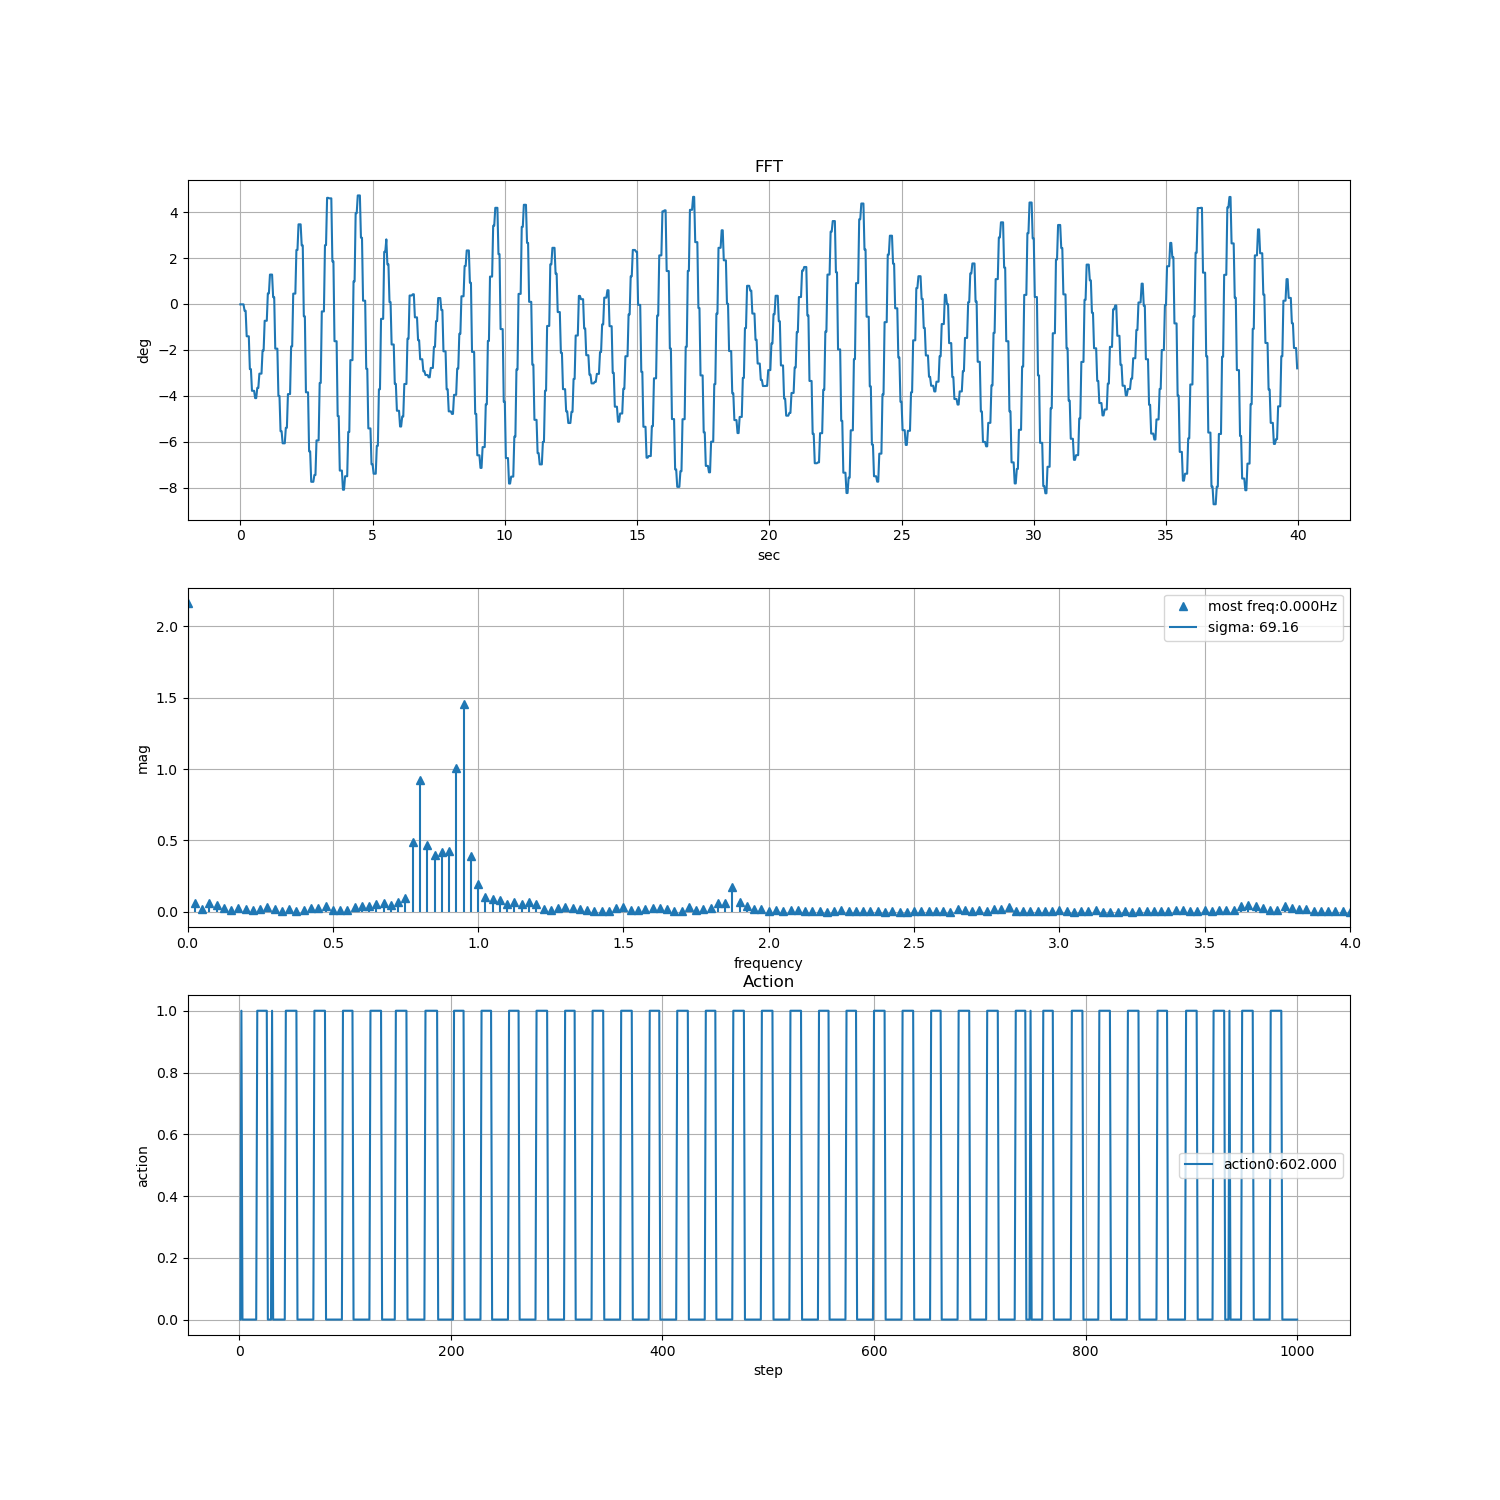 FFT
4
2
0
−2
−4
−6
−8
deg
0 5 10 15 20 25 30 35 40
sec
most freq:0.000Hz
sigma: 69.16
2.0
1.5
1.0
0.5
0.0
mag
0.0 0.5 1.0 1.5 2.0 2.5 3.0 3.5 4.0
frequency
Action
1.0
0.8
0.6
0.4
0.2
0.0
action
action0:602.000
0 200 400 600 800 1000
step